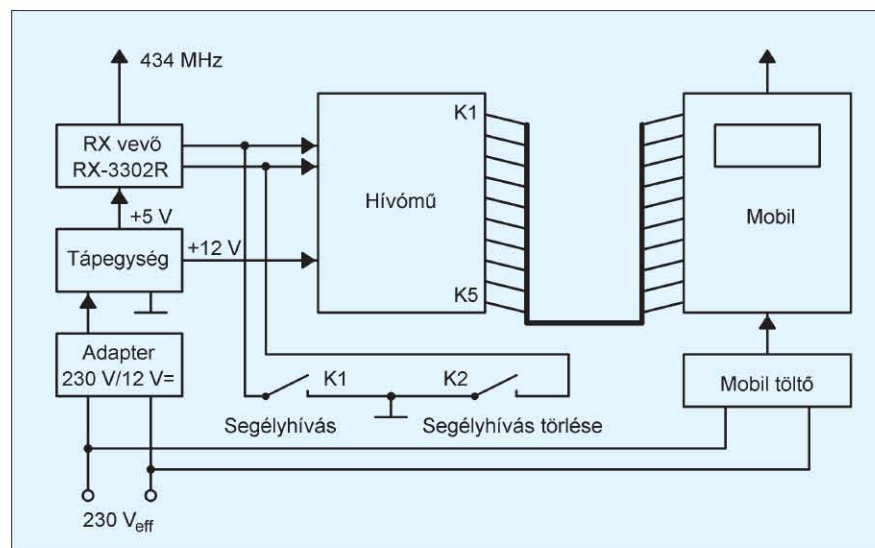 434 MHz
RX vevő
RX-3302R
+5 V
Tápegység
+12 V
Adapter
230 V/12 V=
230 Veff
K1
Hívómű
K5
K1
Segélyhívás
K2
Segélyhívás törlése
Mobil
Mobil töltő